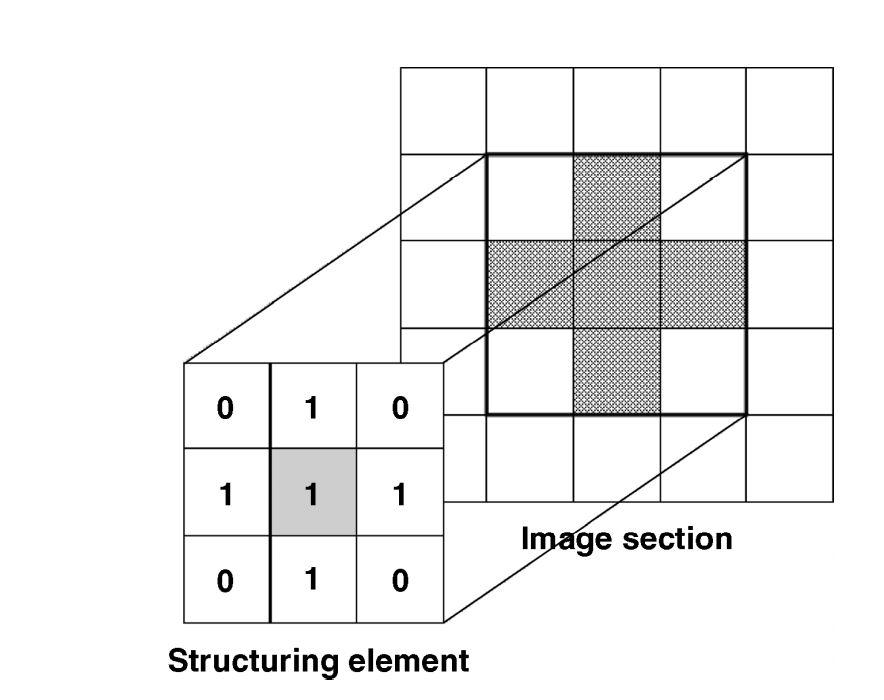 0 1 0
1 1 1
0 1 0
Image section
Structuring element